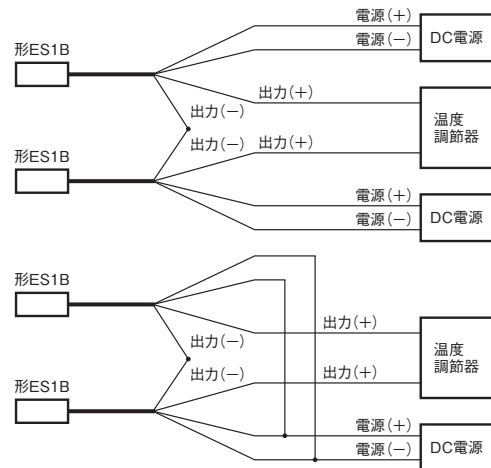 電源(+)
電源(−)
DC電源
形ES1B
出力(+)
出力(−)
温度
調節器
出力(−)
出力(+)
形ES1B
電源(+)
電源(−)
DC電源
形ES1B
出力(+)
出力(−)
温度
調節器
出力(−)
出力(+)
形ES1B
電源(+)
電源(−)
DC電源